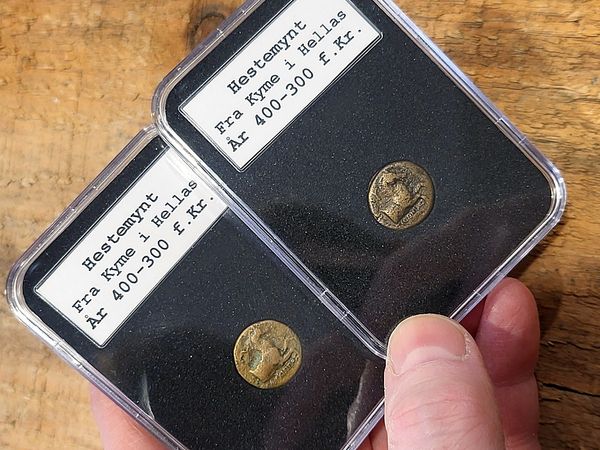 Hestemynt
Fra Kyme i Hellas
År 400-300 f.Kr.
Hestemynt
Fra Kyme i Hellas
År 400-300 f.Kr.